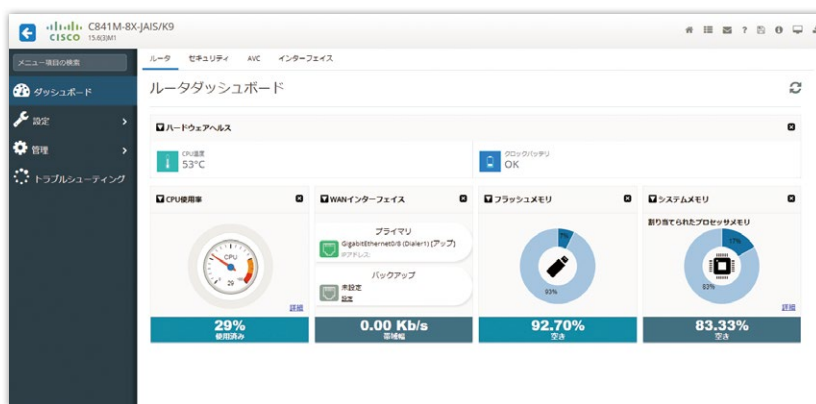 C841M-8X-JAIS/K9
CISCO 15.6(3)M1
メニュー項目の検索
ダッシュボード
設定
管理
トラブルシューティング
ルータ セキュリティ AVC インターフェイス
ルータダッシュボード
ハードウェアヘルス
CPU温度
53°C
クロックバッテリ
OK
CPU使用率
CPU
29
詳細
29%
使用済み
WANインターフェイス
プライマリ
GigabitEthernet0/8 (Dialer1) (アップ)
IPアドレス:
バックアップ
未設定
設定
0.00 Kb/s
帯域幅
フラッシュメモリ
7%
93%
92.70%
空き
システムメモリ
割り当てられたプロセッサメモリ
17%
83%
詳細
83.33%
空き